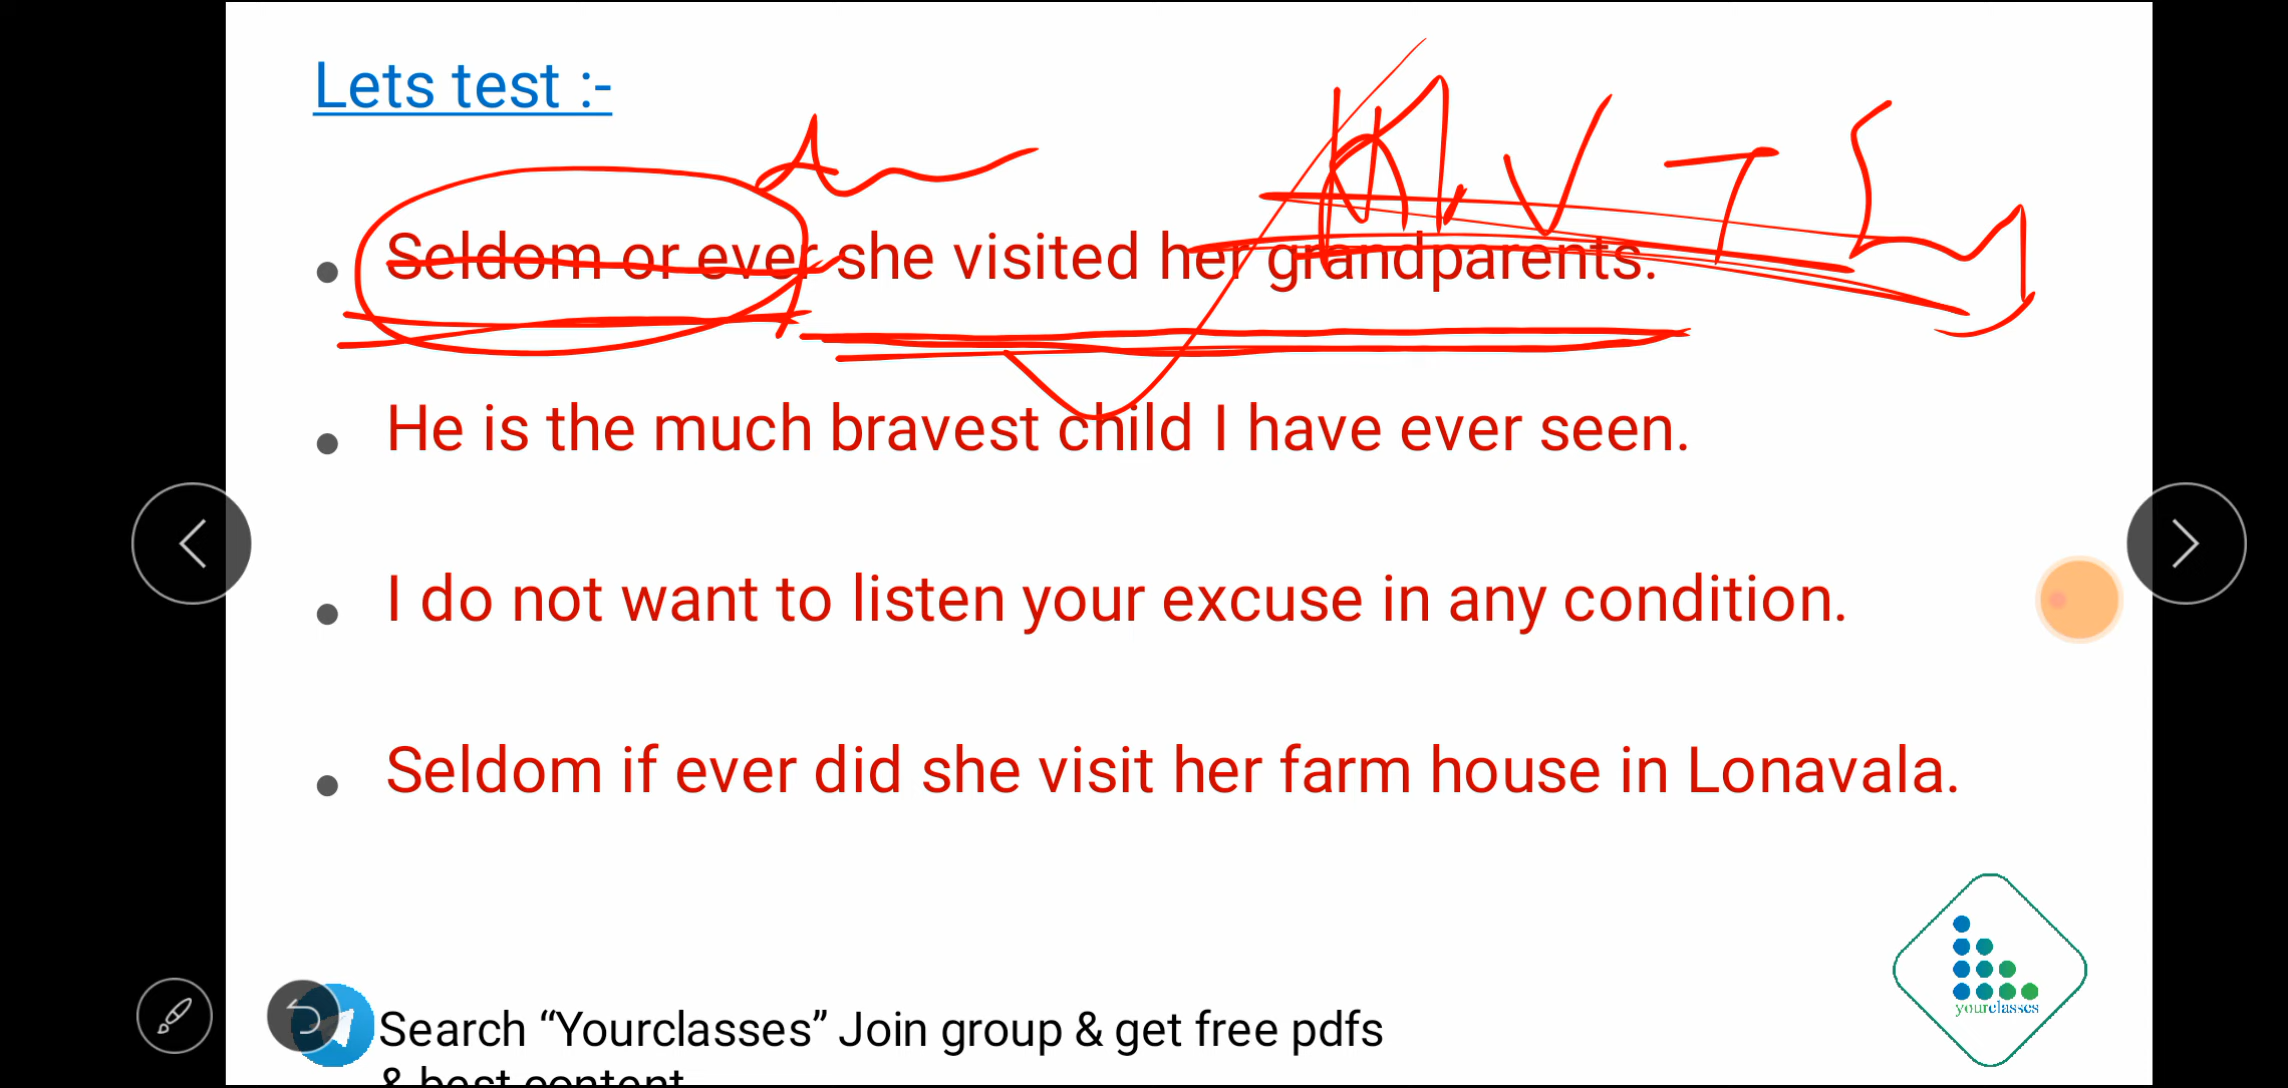 Lets test :-
Seldom or ever she visited her grandparents.
He is the much bravest child I have ever seen.
I do not want to listen your excuse in any condition.
Seldom if ever did she visit her farm house in Lonavala.
yourclasses
Search “Yourclasses” Join group & get free pdfs
& best content